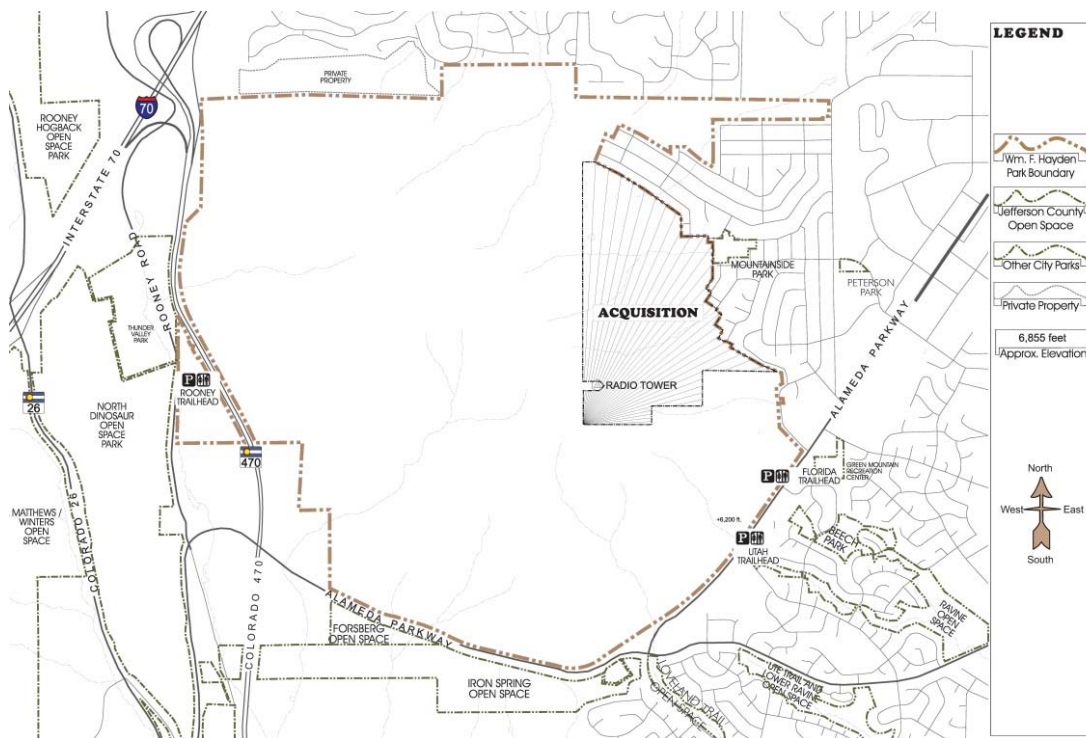 PRIVATE
PROPERTY
ROONEY
HOGBACK
OPEN
SPACE
PARK
70
INTERSTATE 70
ROONEY ROAD
THUNDER
VALLEY
PARK
P
ROONEY
TRAILHEAD
26
NORTH
DINOSAUR
OPEN
SPACE
PARK
470
MATTHEWS /
WINTERS
OPEN
SPACE
COLORADO 26
COLORADO 470
ALAMEDA PARKWAY
FORSBERG
OPEN SPACE
IRON SPRING
OPEN SPACE
ACQUISITION
RADIO TOWER
MOUNTAINSIDE
PARK
PETERSON
PARK
ALAMEDA PARKWAY
P
FLORIDA
TRAILHEAD
GREEN MOUNTAIN
RECREATION
CENTER
+6,200 ft.
P
UTAH
TRAILHEAD
BEECH
PARK
RAVINE
OPEN
SPACE
UTE TRAIL AND
LOWER RAVINE
OPEN SPACE
LOVELAND TRAIL
OPEN SPACE
LEGEND
Wm. F. Hayden
Park Boundary
Jefferson County
Open Space
Other City Parks
Private Property
6,855 feet
Approx. Elevation
North
West
East
South